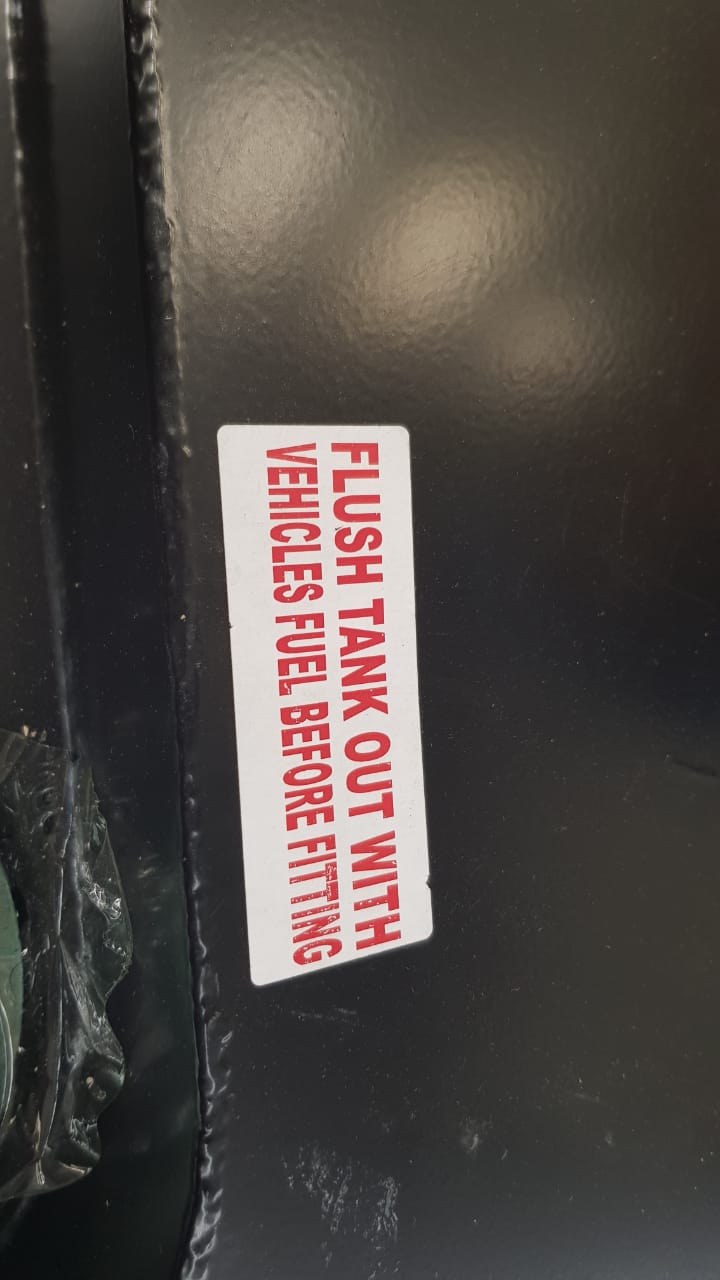 FLUSH TANK OUT WITH
VEHICLES FUEL BEFORE FITTING